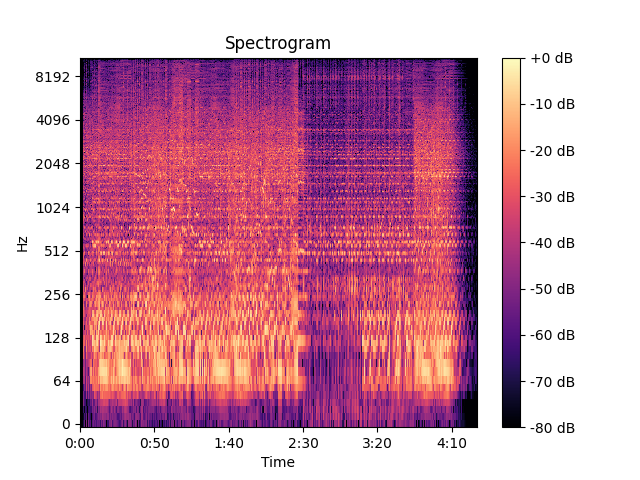 Spectrogram
Hz
8192
4096
2048
1024
512
256
128
64
0
0:00 0:50 1:40 2:30 3:20 4:10
Time
+0 dB
-10 dB
-20 dB
-30 dB
-40 dB
-50 dB
-60 dB
-70 dB
-80 dB